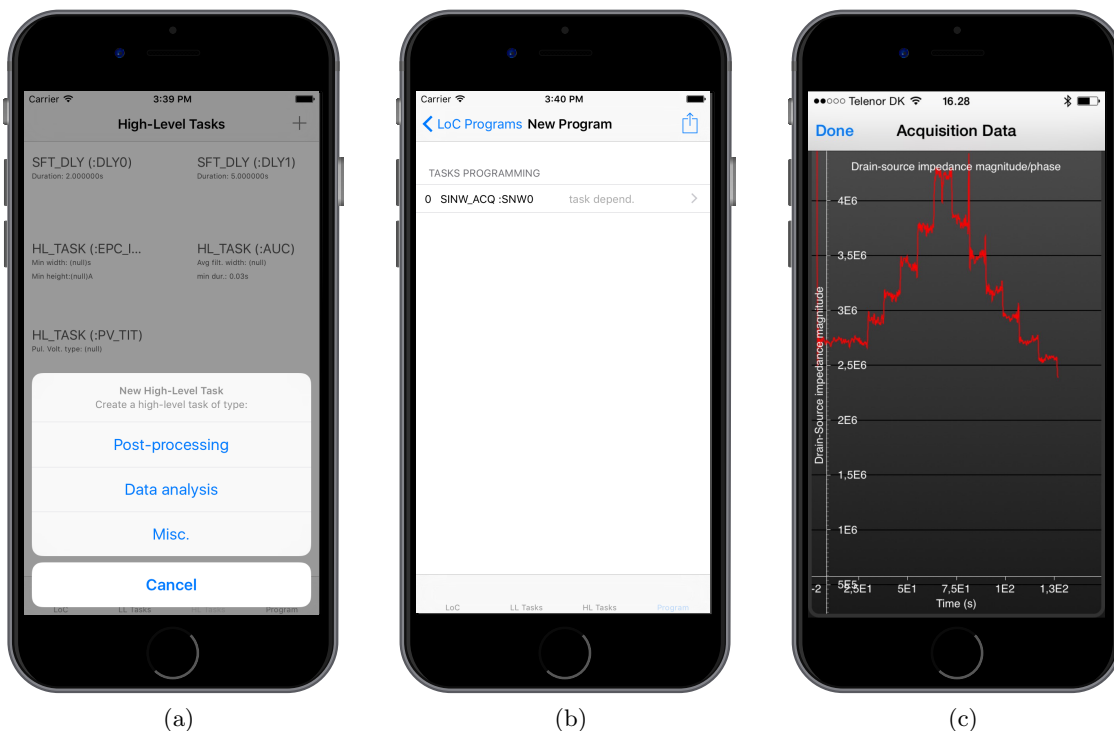 Carrier 3:39 PM
High-Level Tasks +
SFT_DLY (:DLY0) SFT_DLY (:DLY1)
Duration: 2.000000s Duration: 5.000000s
HL_TASK (:EPC_I... HL_TASK (:AUC)
Min width: (null)s Avg filt. width: (null)
Min height:(null)A min dur.: 0.03s
HL_TASK (:PV_TIT)
Pul. Volt. type: (null)
New High-Level Task
Create a high-level task of type:
Post-processing
Data analysis
Misc.
Cancel
LoC LL Tasks HL Tasks Program
(a)
Carrier 3:40 PM
LoC Programs New Program
TASKS PROGRAMMING
0 SINW_ACQ :SNW0 task depend.
LoC LL Tasks HL Tasks Program
(b)
Telenor DK 16.28
Done Acquisition Data
Drain-source impedance magnitude/phase
Drain-Source impedance magnitude
4E6
3,5E6
3E6
2,5E6
2E6
1,5E6
1E6
5E5
-2 2,5E1 5E1 7,5E1 1E2 1,3E2
Time (s)
(c)